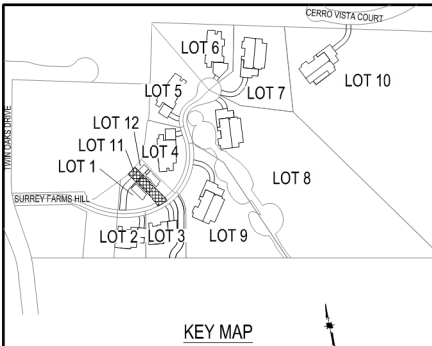 CERRO VISTA COURT
LOT 6
LOT 10
LOT 5
LOT 7
TWIN OAKS DRIVE
LOT 12
LOT 11
LOT 4
LOT 1
LOT 8
SURREY FARMS HILL
LOT 2
LOT 3
LOT 9
KEY MAP